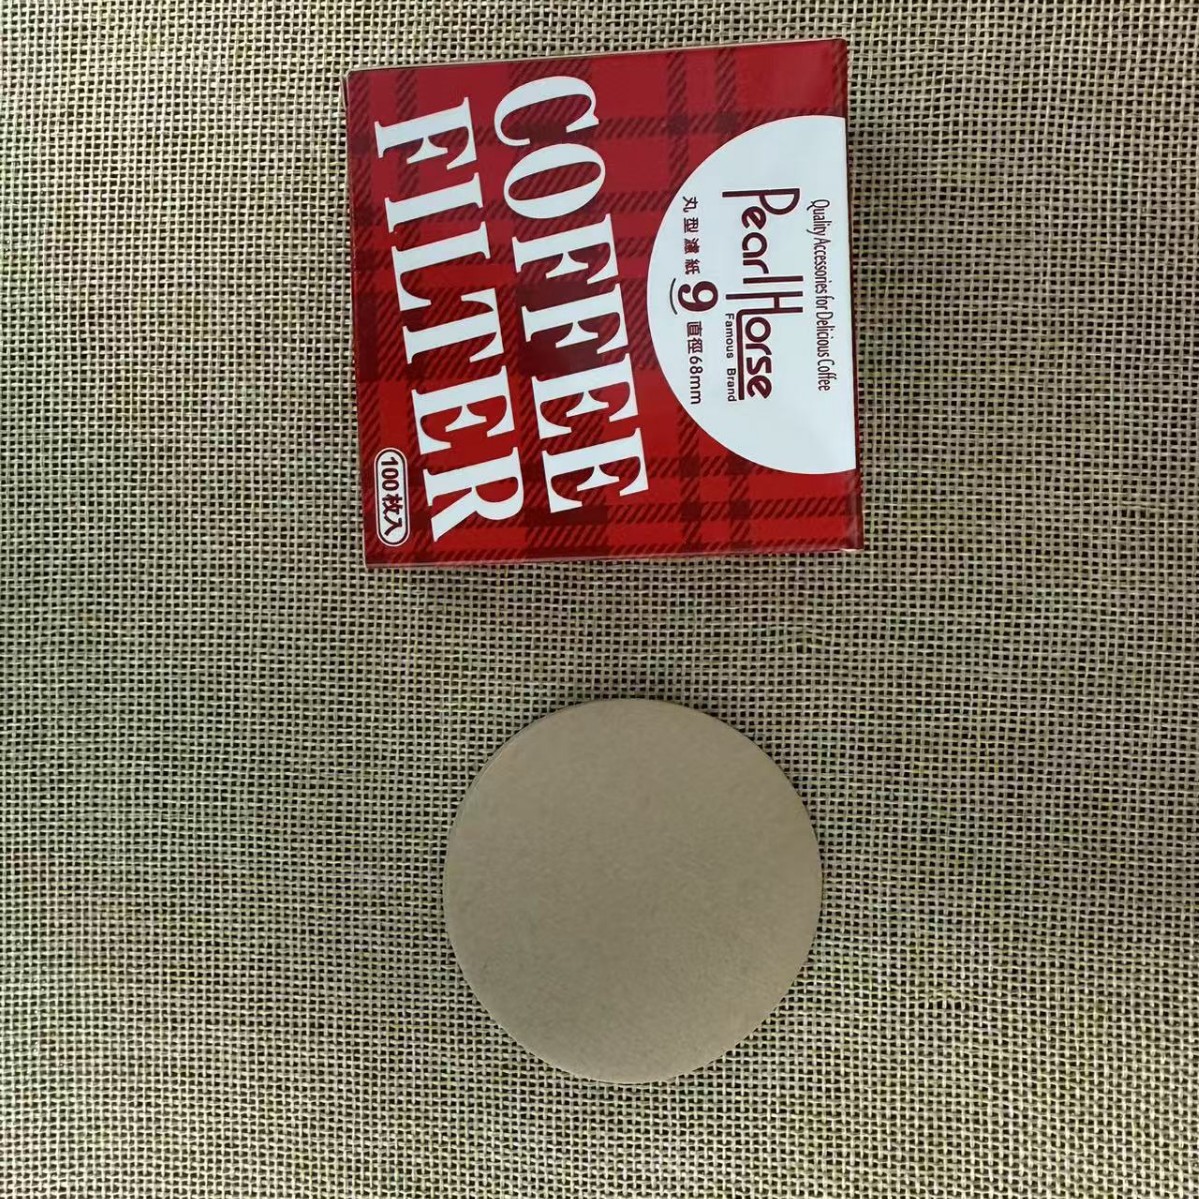 Quality Accessories for Delicious Coffee
Pearl Horse
Famous Brand
丸型濾紙 9 直徑68mm
COFFEE
FILTER
100枚入